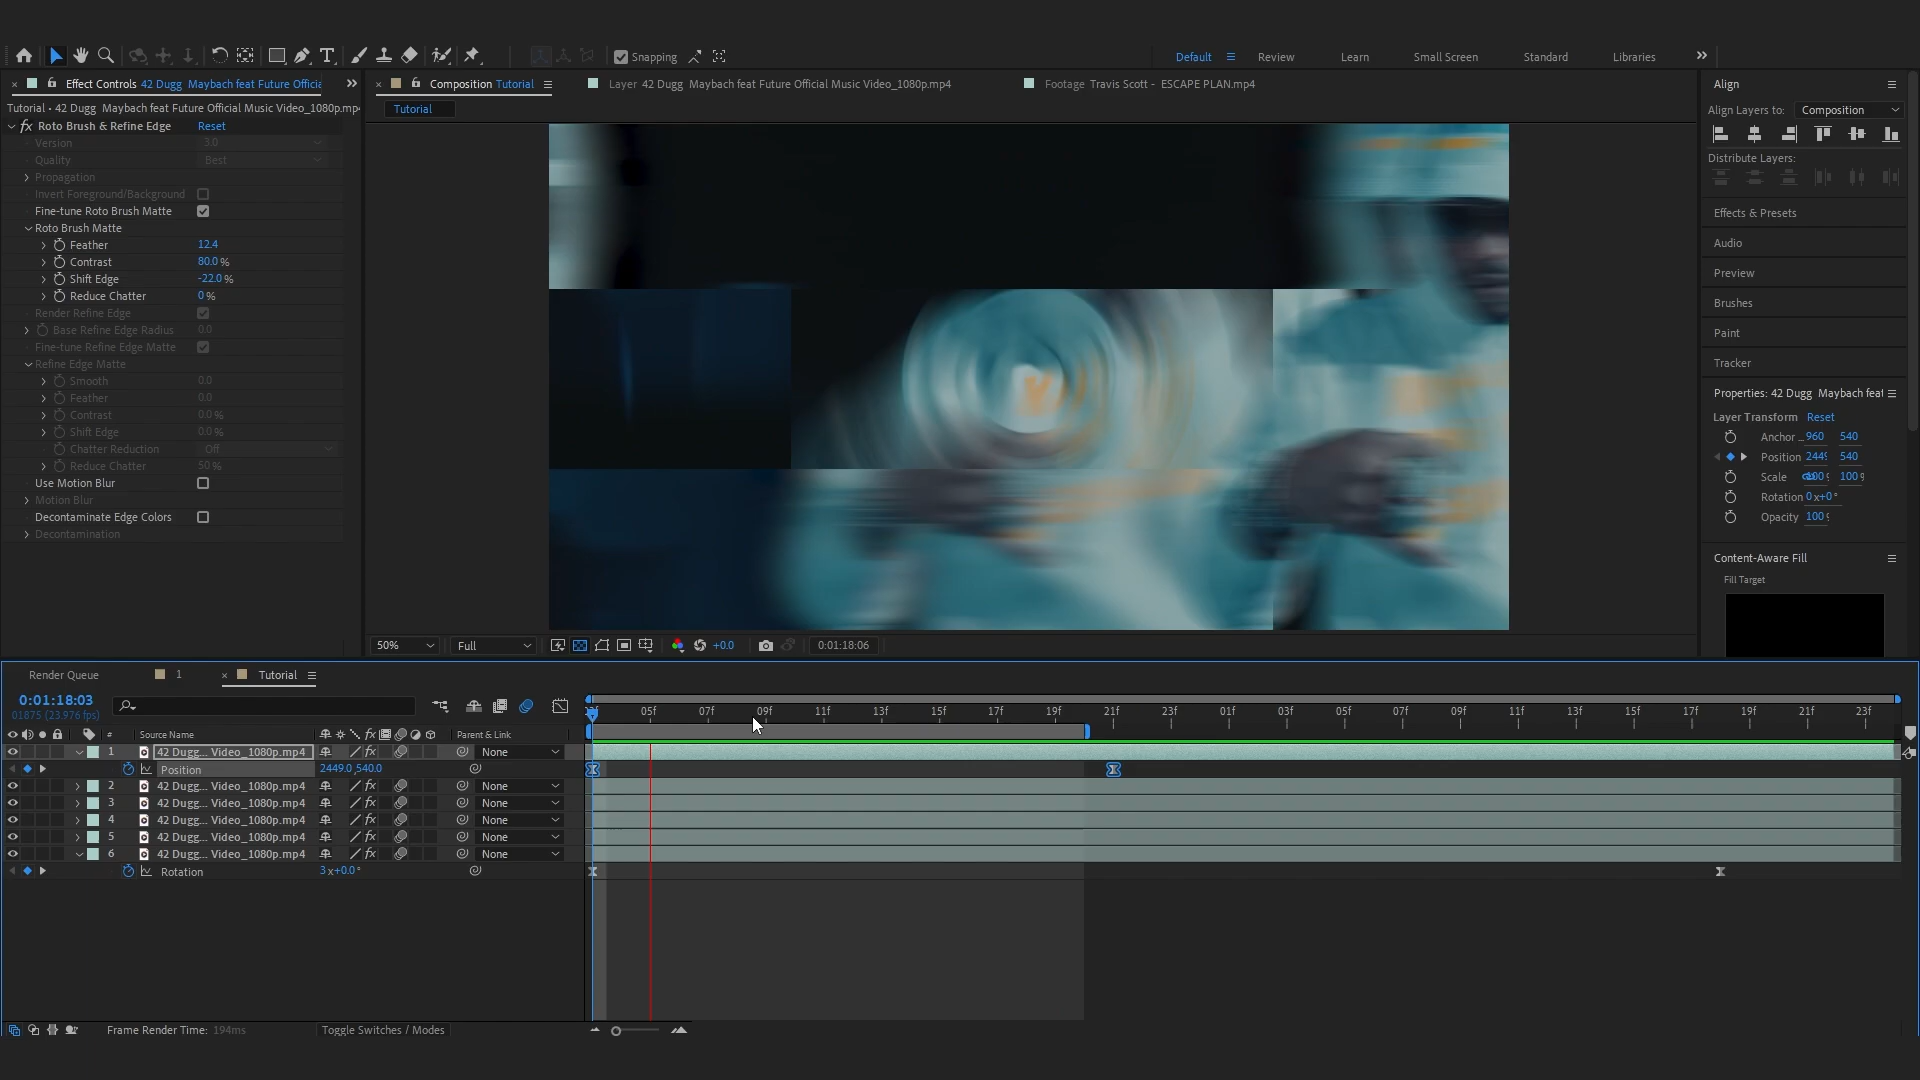 Snapping
Default
Review
Learn
Small Screen
Standard
Libraries
Effect Controls 42 Dugg Maybach feat Future Officia
Composition Tutorial
Layer 42 Dugg Maybach feat Future Official Music Video_1080p.mp4
Footage Travis Scott - ESCAPE PLAN.mp4
Tutorial • 42 Dugg Maybach feat Future Official Music Video_1080p.mp4
Tutorial
fx Roto Brush & Refine Edge Reset
Version 3.0
Quality Best
Propagation
Invert Foreground/Background
Fine-tune Roto Brush Matte
Roto Brush Matte
Feather 12.4
Contrast 80.0 %
Shift Edge -22.0 %
Reduce Chatter 0 %
Render Refine Edge
Base Refine Edge Radius 0.0
Fine-tune Refine Edge Matte
Refine Edge Matte
Smooth 0.0
Feather 0.0
Contrast 0.0 %
Shift Edge 0.0 %
Chatter Reduction Off
Reduce Chatter 50 %
Use Motion Blur
Motion Blur
Decontaminate Edge Colors
Decontamination
50%
Full
+0.0
0:01:18:06
Align
Align Layers to: Composition
Distribute Layers:
Effects & Presets
Audio
Preview
Brushes
Paint
Tracker
Properties: 42 Dugg Maybach feat
Layer Transform Reset
Anchor ... 960 540
Position 2449 540
Scale 100 % 100 %
Rotation 0 x+0 °
Opacity 100 %
Content-Aware Fill
Fill Target
Render Queue
1
Tutorial
0:01:18:03
01875 (23.976 fps)
05f 07f 09f 11f 13f 15f 17f 19f 21f 23f 01f 03f 05f 07f 09f 11f 13f 15f 17f 19f 21f 23f
# Source Name fx Parent & Link
1 42 Dugg... Video_1080p.mp4 None
Position 2449.0,540.0
2 42 Dugg... Video_1080p.mp4 fx None
3 42 Dugg... Video_1080p.mp4 fx None
4 42 Dugg... Video_1080p.mp4 fx None
5 42 Dugg... Video_1080p.mp4 fx None
6 42 Dugg... Video_1080p.mp4 fx None
Rotation 3 x+0.0 °
Frame Render Time: 194ms
Toggle Switches / Modes